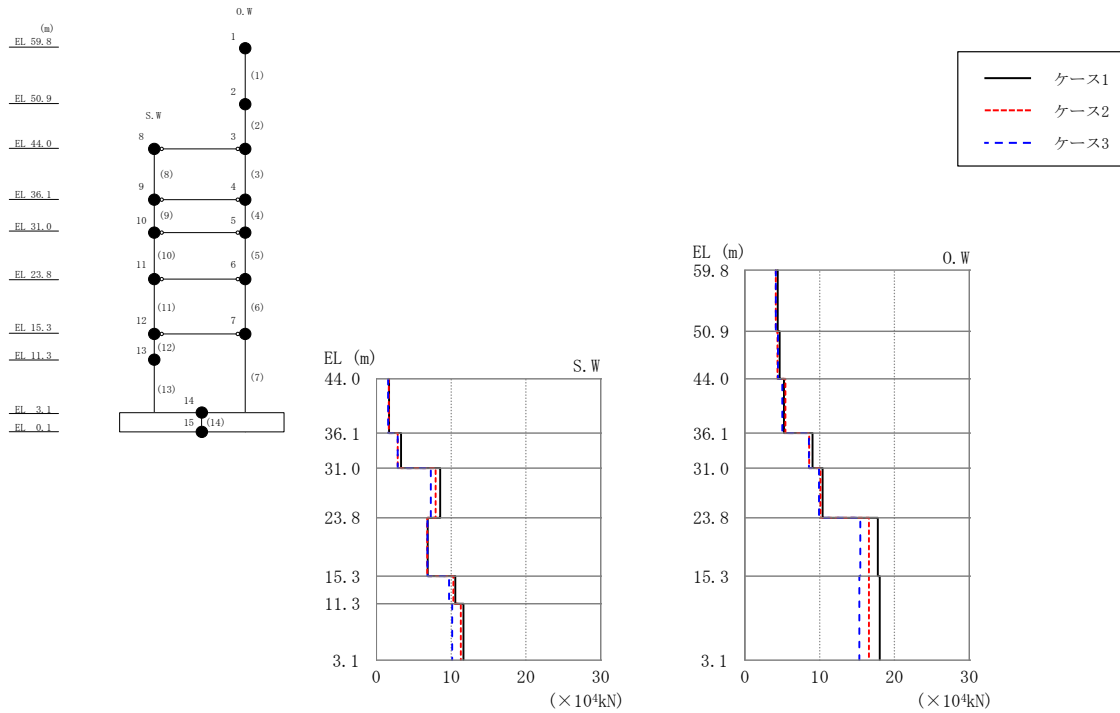 O.W
(m)
EL 59.8
1
(1)
EL 50.9
2
S.W
(2)
EL 44.0
8
3
(8)
(3)
EL 36.1
9
4
(9)
(4)
EL 31.0
10
5
(10)
(5)
EL 23.8
11
6
(11)
(6)
EL 15.3
12
7
(12)
EL 11.3
13
(13)
(7)
14
EL 3.1
15
(14)
EL 0.1
ケース1
ケース2
ケース3
EL (m)
S.W
44.0
36.1
31.0
23.8
15.3
11.3
3.1
0
10
20
30
(×10⁴kN)
EL (m)
O.W
59.8
50.9
44.0
36.1
31.0
23.8
15.3
3.1
0
10
20
30
(×10⁴kN)